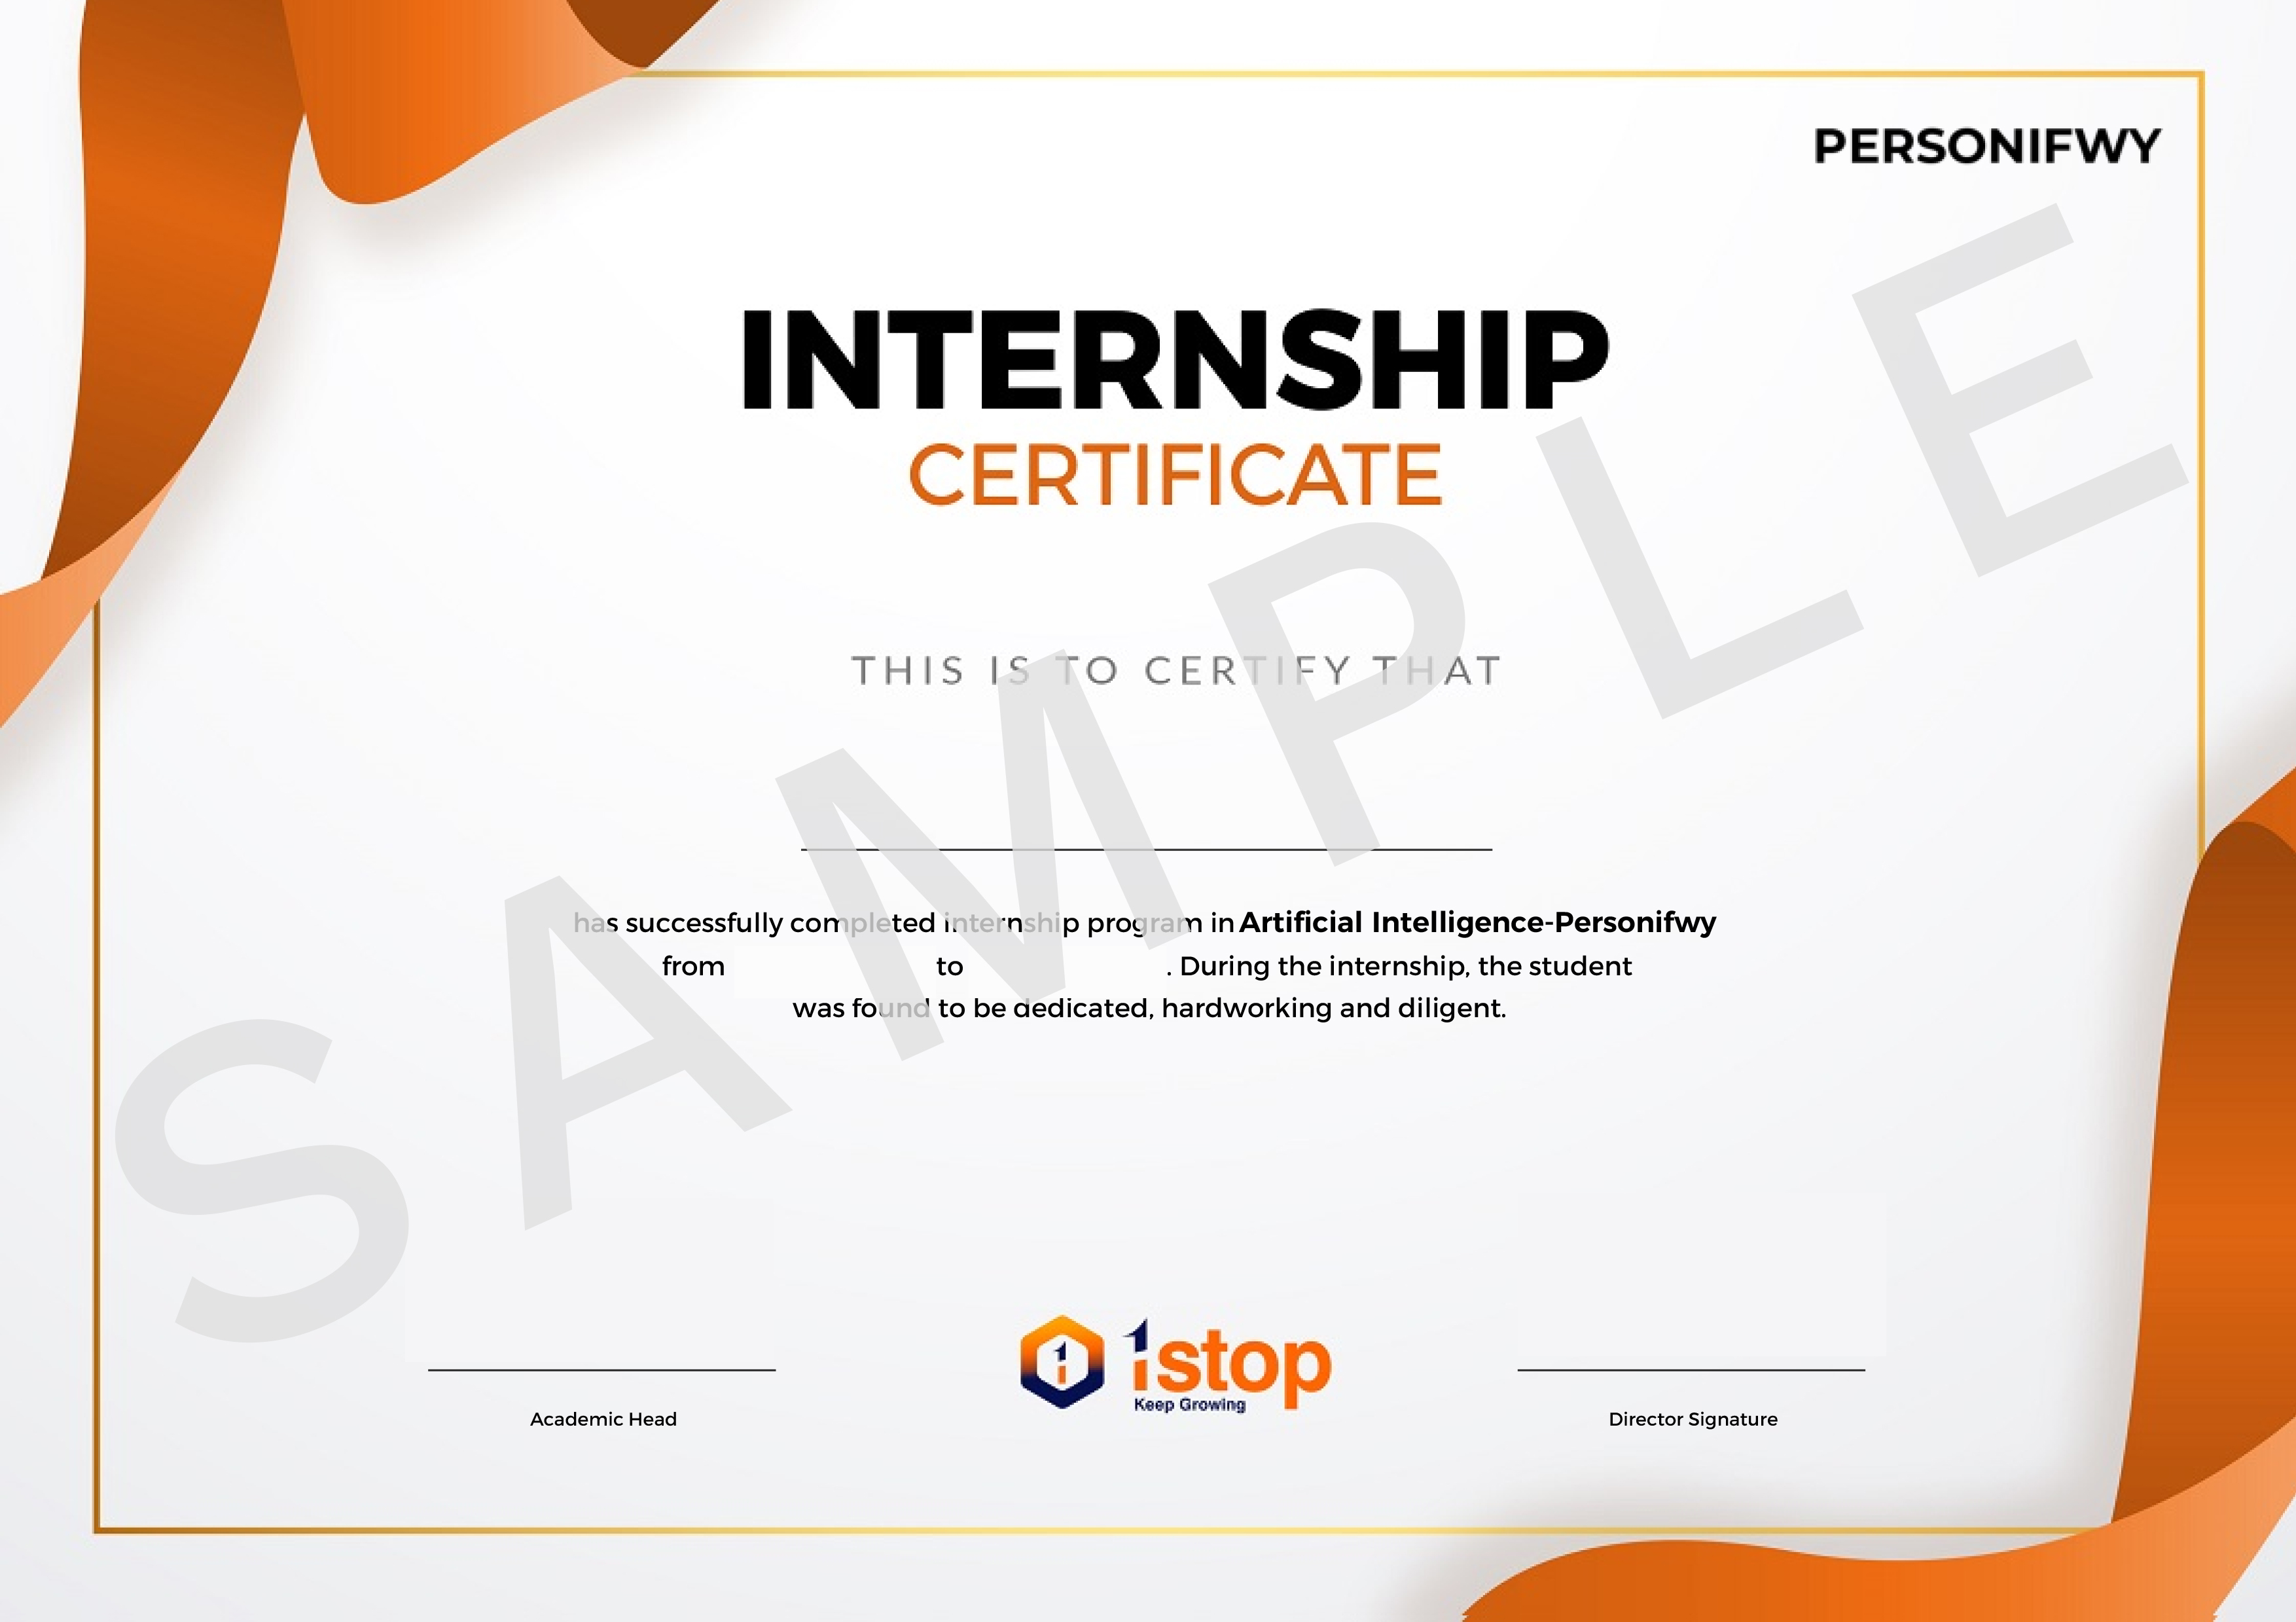 PERSONIFWY
INTERNSHIP
CERTIFICATE
THIS IS TO CERTIFY THAT
has successfully completed internship program in Artificial Intelligence-Personifwy
from to . During the internship, the student
was found to be dedicated, hardworking and diligent.
SAMPLE
1stop
Keep Growing
Academic Head
Director Signature